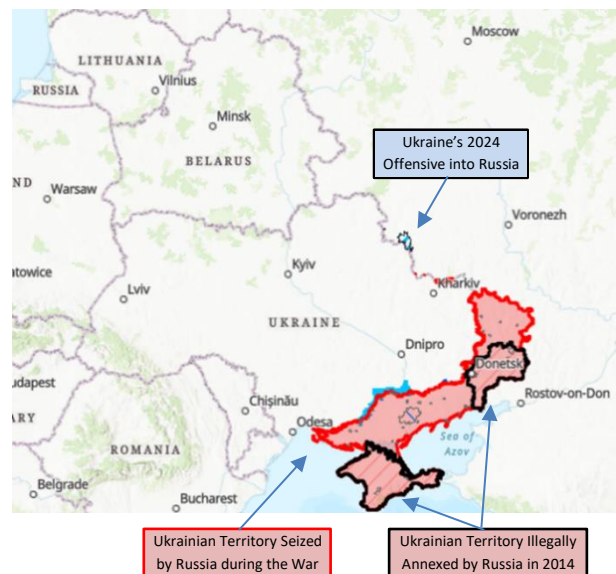 Moscow
LITHUANIA
Vilnius
RUSSIA
Minsk
Ukraine's 2024
Offensive into Russia
BELARUS
ND
Warsaw
Voronezh
atowice
Kyiv
Kharkiv
Lviv
UKRAINE
Dnipro
Donetsk
udapest
Chișinău
Rostov-on-Don
ARY
Odesa
Sea of
Azov
ROMANIA
Belgrade
Bucharest
Ukrainian Territory Seized
by Russia during the War
Ukrainian Territory Illegally
Annexed by Russia in 2014